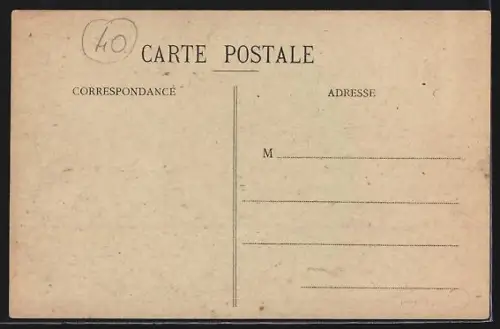 40
CARTE POSTALE
CORRESPONDANCE
ADRESSE
M